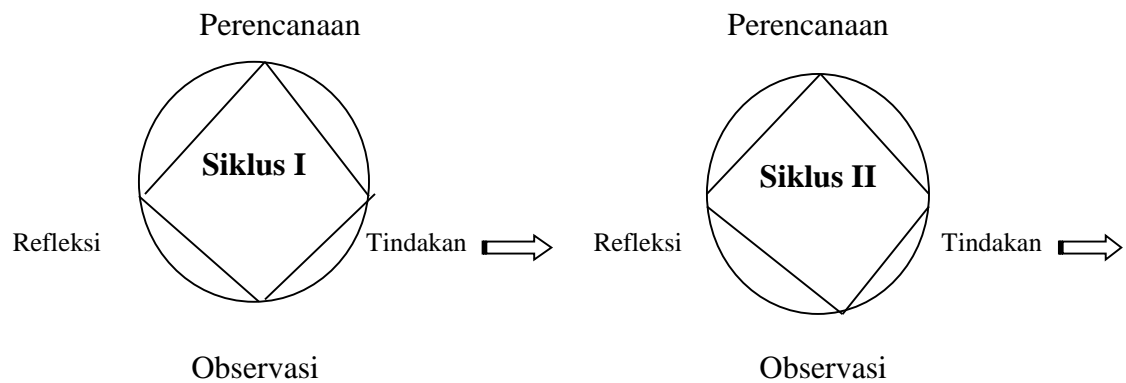 Perencanaan
Perencanaan
Siklus I
Siklus II
Refleksi
Tindakan
Refleksi
Tindakan
Observasi
Observasi